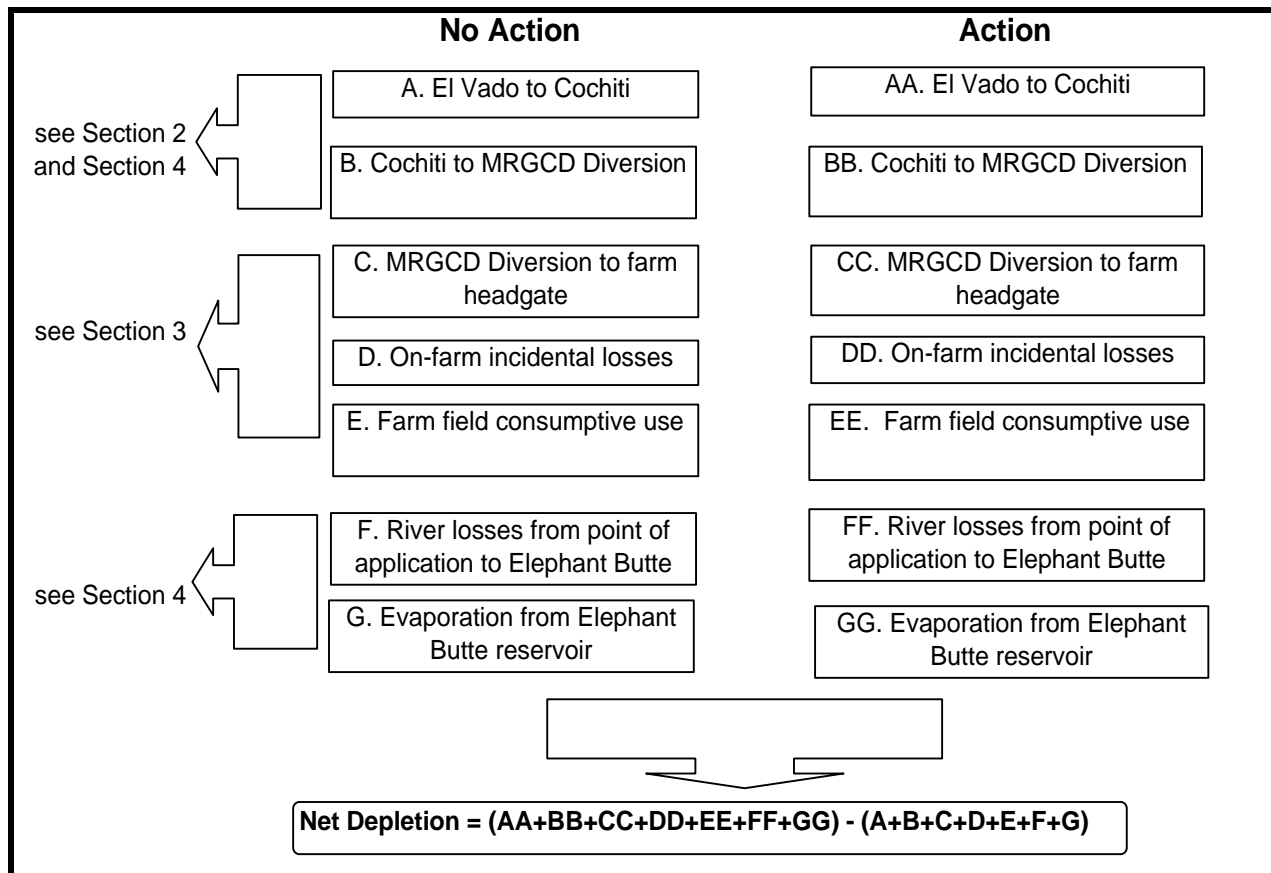 No Action
Action
see Section 2
and Section 4
A. El Vado to Cochiti
AA. El Vado to Cochiti
B. Cochiti to MRGCD Diversion
BB. Cochiti to MRGCD Diversion
see Section 3
C. MRGCD Diversion to farm
headgate
CC. MRGCD Diversion to farm
headgate
D. On-farm incidental losses
DD. On-farm incidental losses
E. Farm field consumptive use
EE. Farm field consumptive use
see Section 4
F. River losses from point of
application to Elephant Butte
FF. River losses from point of
application to Elephant Butte
G. Evaporation from Elephant
Butte reservoir
GG. Evaporation from Elephant
Butte reservoir
Net Depletion = (AA+BB+CC+DD+EE+FF+GG) - (A+B+C+D+E+F+G)